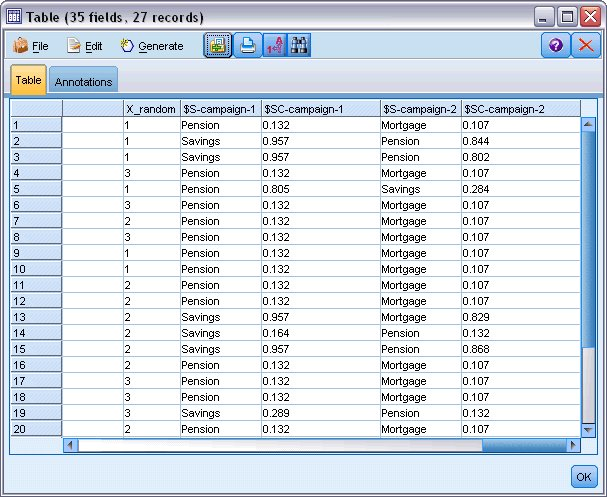 Table (35 fields, 27 records)
File Edit Generate
Table Annotations
X_random $S-campaign-1 $SC-campaign-1 $S-campaign-2 $SC-campaign-2
1 1 Pension 0.132 Mortgage 0.107
2 1 Savings 0.957 Pension 0.844
3 1 Savings 0.957 Pension 0.802
4 3 Pension 0.132 Mortgage 0.107
5 1 Pension 0.805 Savings 0.284
6 3 Pension 0.132 Mortgage 0.107
7 2 Pension 0.132 Mortgage 0.107
8 3 Pension 0.132 Mortgage 0.107
9 1 Pension 0.132 Mortgage 0.107
10 1 Pension 0.132 Mortgage 0.107
11 2 Pension 0.132 Mortgage 0.107
12 2 Pension 0.132 Mortgage 0.107
13 2 Savings 0.957 Mortgage 0.829
14 2 Savings 0.164 Pension 0.132
15 2 Savings 0.957 Pension 0.868
16 2 Pension 0.132 Mortgage 0.107
17 3 Pension 0.132 Mortgage 0.107
18 3 Pension 0.132 Mortgage 0.107
19 3 Savings 0.289 Pension 0.132
20 2 Pension 0.132 Mortgage 0.107
OK